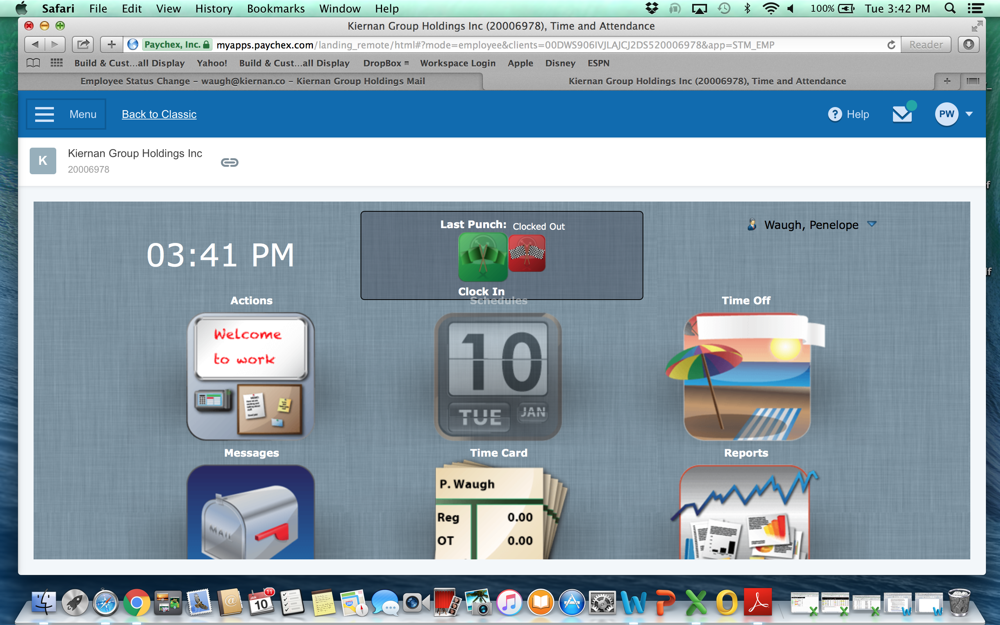 Safari File Edit View History Bookmarks Window Help 100% Tue 3:42 PM
Kiernan Group Holdings Inc (20006978), Time and Attendance
Paychex, Inc. myapps.paychex.com/landing_remote/html#?mode=employee&clients=00DWS906IVJLAJCJ2DS520006978&app=STM_EMP Reader
Build & Cust...all Display Yahoo! Build & Cust...all Display DropBox Workspace Login Apple Disney ESPN
Employee Status Change – waugh@kiernan.co – Kiernan Group Holdings Mail Kiernan Group Holdings Inc (20006978), Time and Attendance
Menu Back to Classic ? Help PW
K Kiernan Group Holdings Inc
20006978
Last Punch: Clocked Out
Waugh, Penelope
03:41 PM
Clock In
Actions Schedules Time Off
Welcome
to work
10
TUE JAN
Messages Time Card Reports
MAIL
P. Waugh
Reg 0.00
OT 0.00
JAN 11
10
280